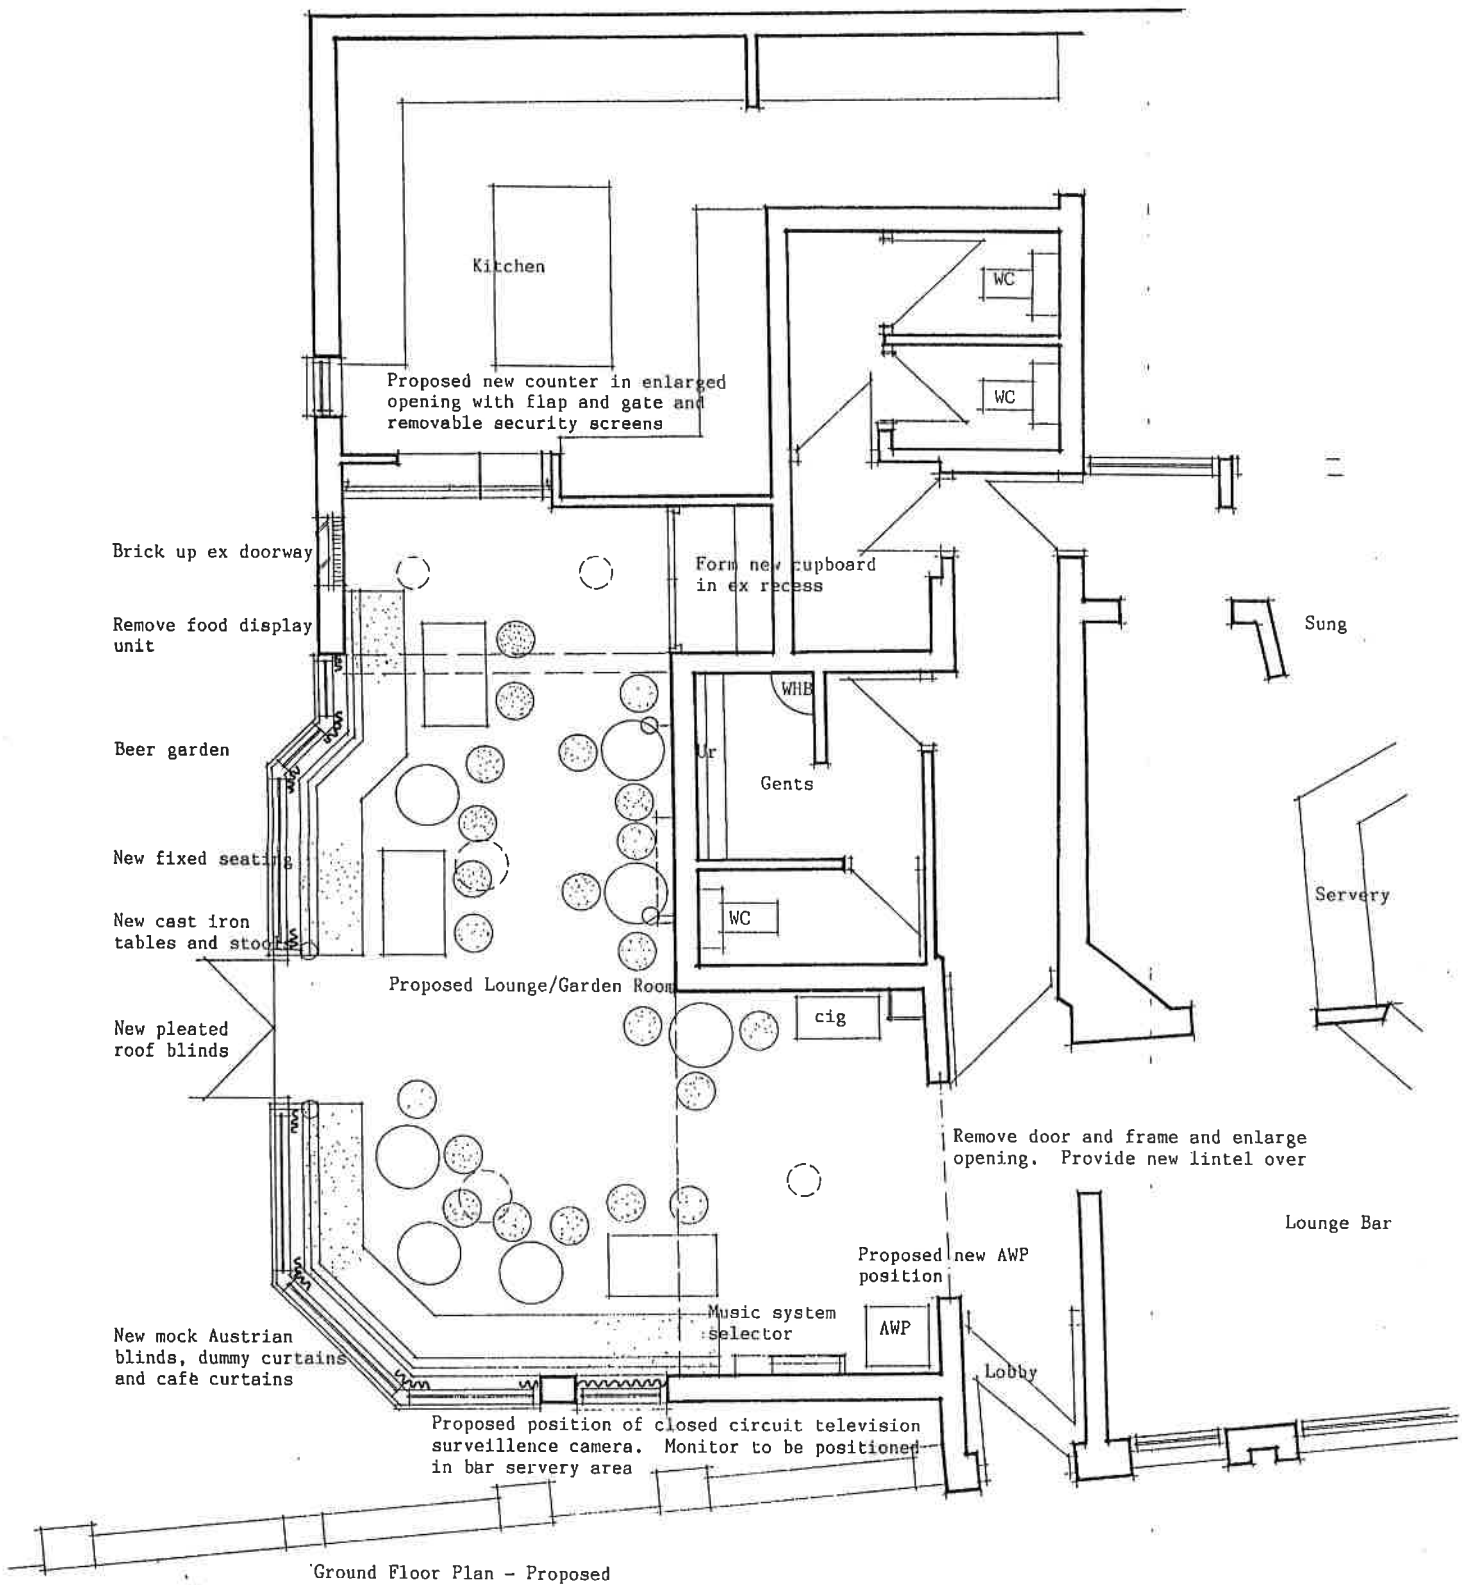 Kitchen
WC
Proposed new counter in enlarged
opening with flap and gate and
removable security screens
WC
Brick up ex doorway
Form new cupboard
in ex recess
Remove food display
unit
Sung
WHB
Beer garden
Ur
Gents
New fixed seating
Servery
New cast iron
tables and stools
WC
Proposed Lounge/Garden Room
New pleated
roof blinds
cig
Remove door and frame and enlarge
opening. Provide new lintel over
Lounge Bar
Proposed new AWP
position
Music system
selector
AWP
New mock Austrian
blinds, dummy curtains
and cafe curtains
Lobby
Proposed position of closed circuit television
surveillence camera. Monitor to be positioned
in bar servery area
Ground Floor Plan - Proposed